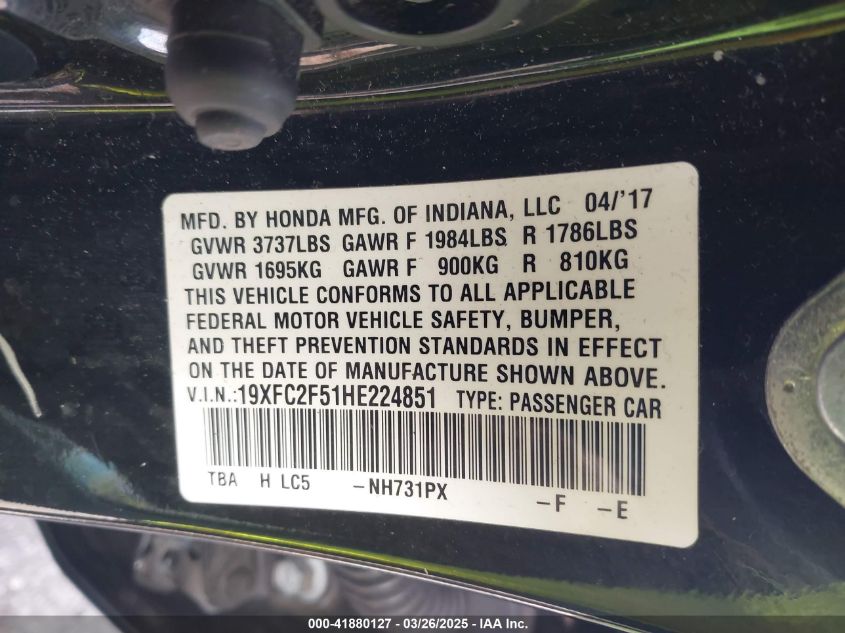 MFD. BY HONDA MFG. OF INDIANA, LLC 04/'17
GVWR 3737LBS GAWR F 1984LBS R 1786LBS
GVWR 1695KG GAWR F 900KG R 810KG
THIS VEHICLE CONFORMS TO ALL APPLICABLE
FEDERAL MOTOR VEHICLE SAFETY, BUMPER,
AND THEFT PREVENTION STANDARDS IN EFFECT
ON THE DATE OF MANUFACTURE SHOWN ABOVE.
V.I.N.:19XFC2F51HE224851 TYPE: PASSENGER CAR
TBA H LC5 -NH731PX -F -E
000-41880127 - 03/26/2025 - IAA Inc.